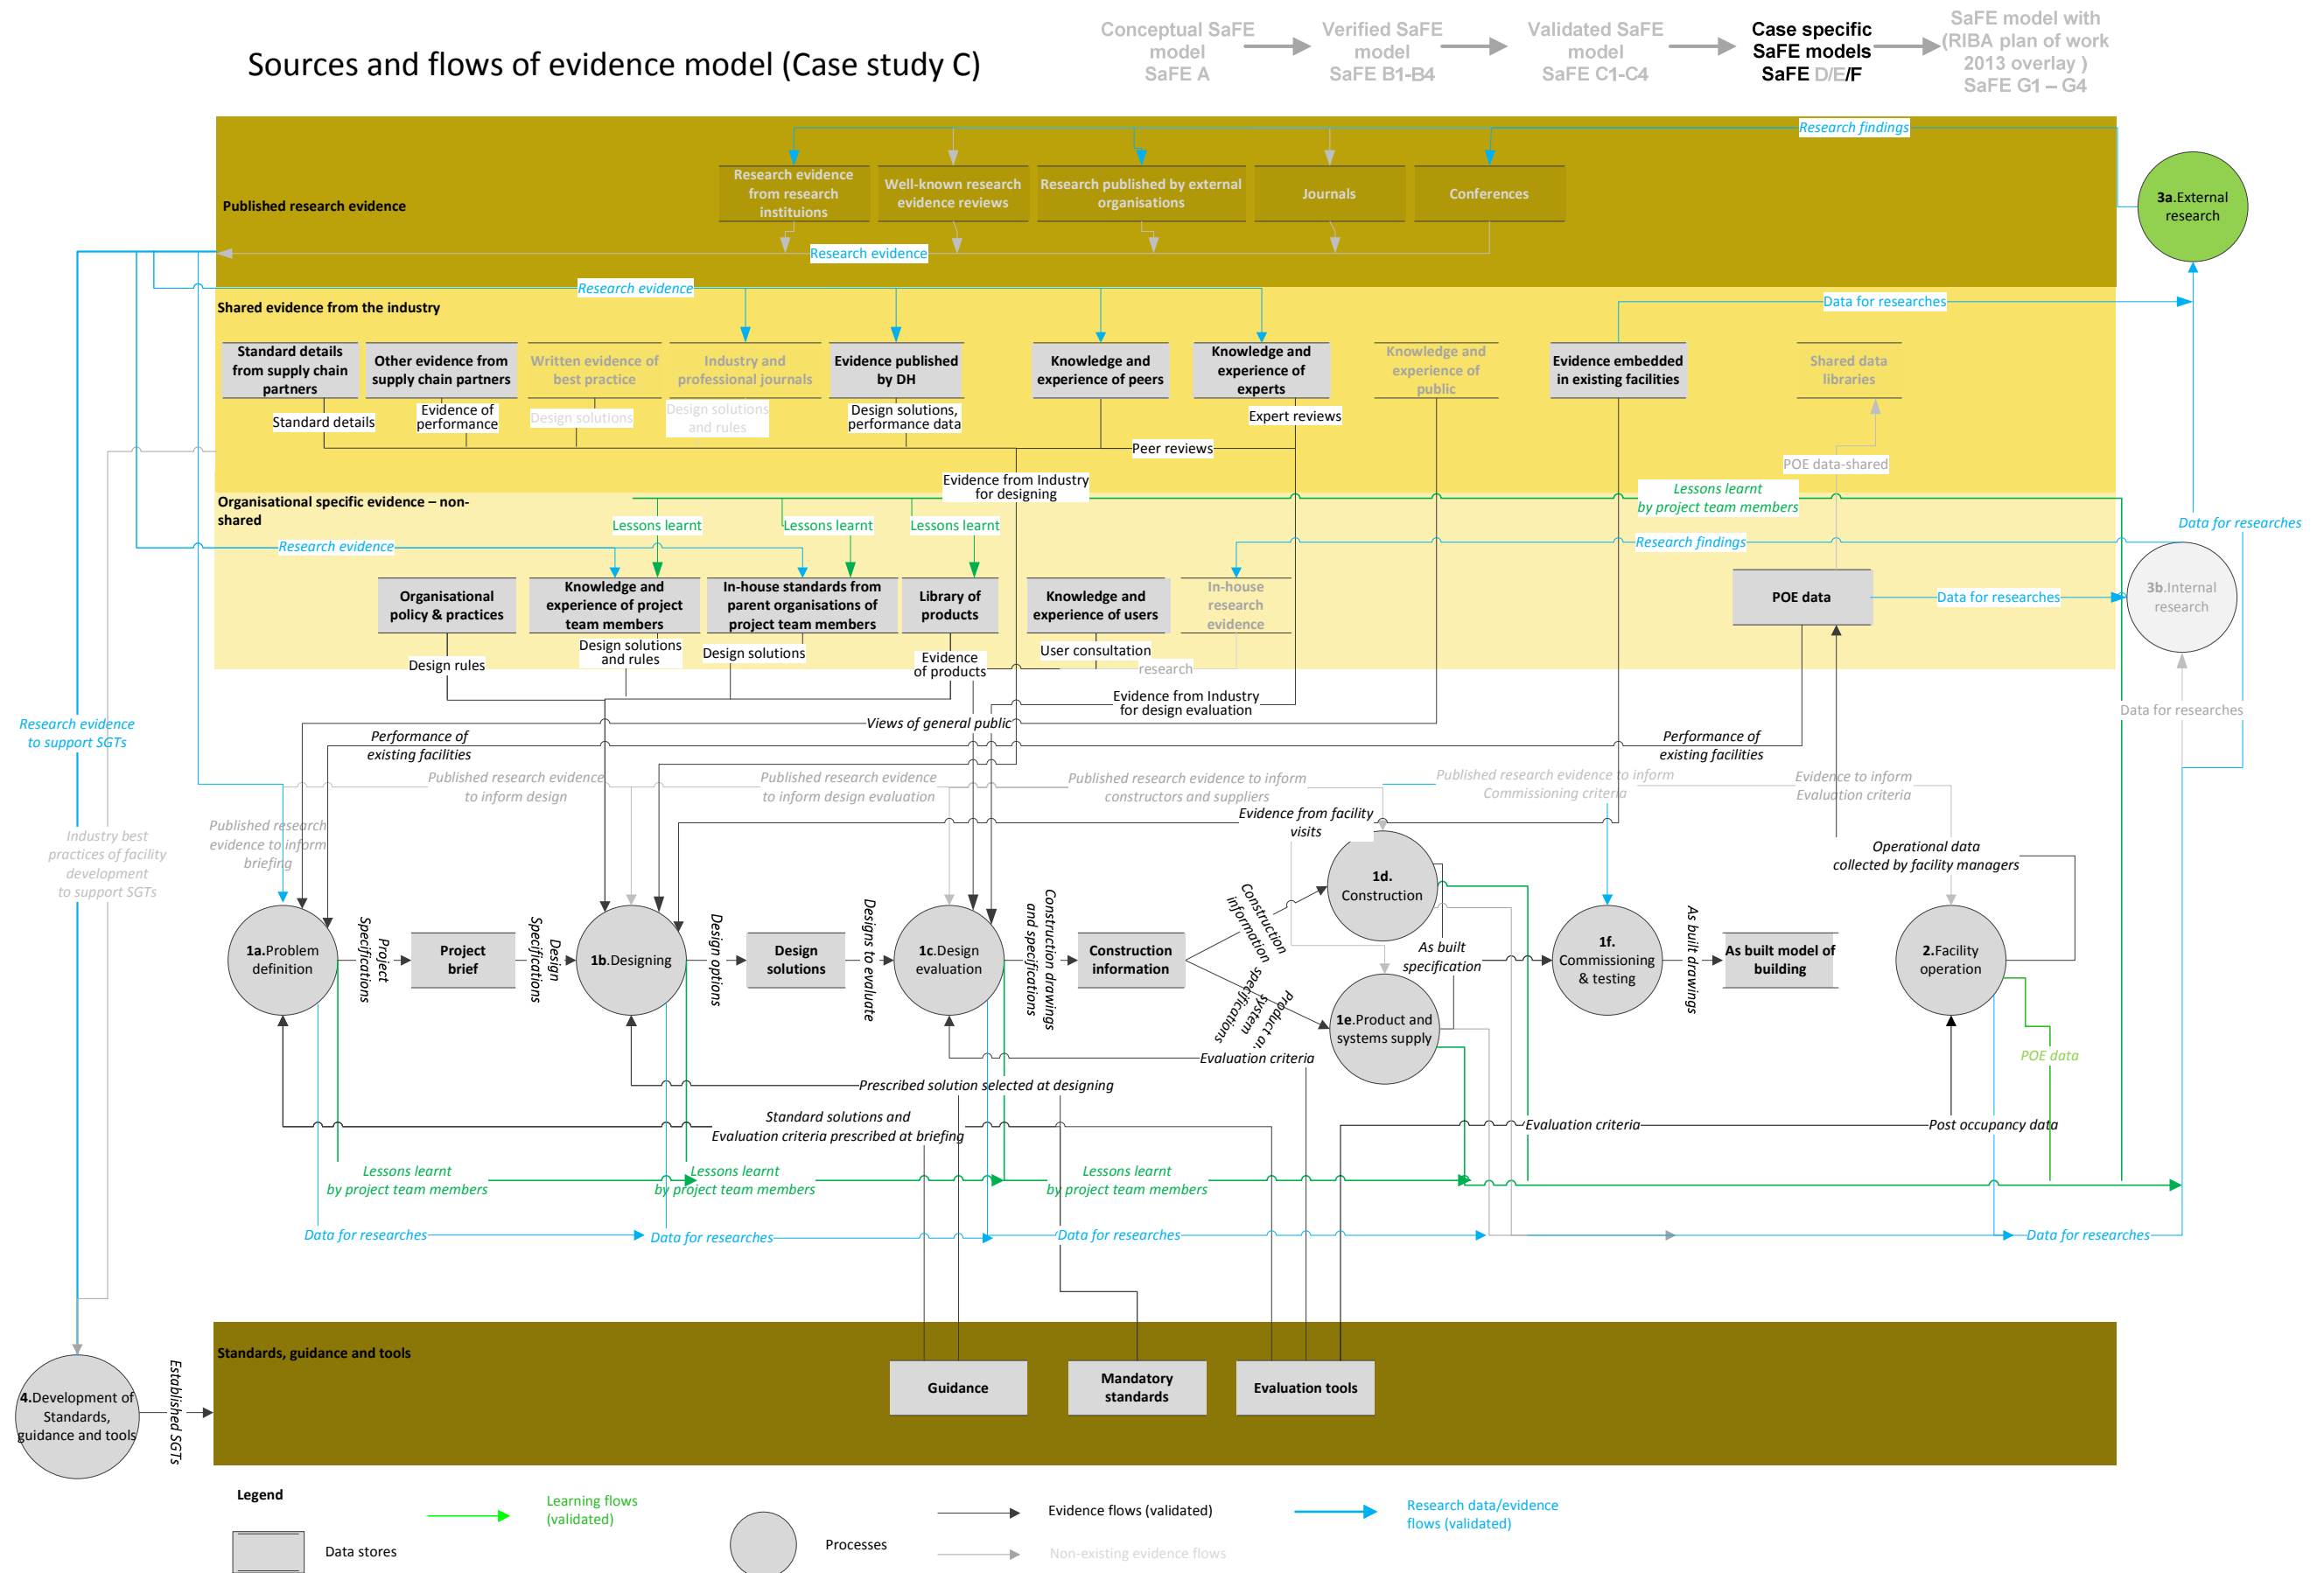 Sources and flows of evidence model (Case study C)
Conceptual SaFE
model
SaFE A
Verified SaFE
model
SaFE B1-B4
Validated SaFE
model
SaFE C1-C4
Case specific
SaFE models
SaFE D/E/F
SaFE model with
(RIBA plan of work
2013 overlay )
SaFE G1 – G4
Research findings
Published research evidence
Research evidence
from research
instituions
Well-known research
evidence reviews
Research published by external
organisations
Journals
Conferences
3a.External
research
Research evidence
Research evidence
Shared evidence from the industry
Data for researches
Standard details
from supply chain
partners
Other evidence from
supply chain partners
Written evidence of
best practice
Industry and
professional journals
Evidence published
by DH
Knowledge and
experience of peers
Knowledge and
experience of
experts
Knowledge and
experience of
public
Evidence embedded
in existing facilities
Shared data
libraries
Standard details
Evidence of
performance
Design solutions
Design solutions
and rules
Design solutions,
performance data
Expert reviews
Peer reviews
POE data-shared
Evidence from Industry
for designing
Organisational specific evidence – non-
shared
Lessons learnt
by project team members
Lessons learnt
Lessons learnt
Lessons learnt
Data for researches
Research evidence
Research findings
Organisational
policy & practices
Knowledge and
experience of project
team members
In-house standards from
parent organisations of
project team members
Library of
products
Knowledge and
experience of users
In-house
research
evidence
POE data
Data for researches
3b.Internal
research
Design rules
Design solutions
and rules
Design solutions
Evidence
of products
User consultation
research
Evidence from Industry
for design evaluation
Data for researches
Research evidence
to support SGTs
Views of general public
Performance of
existing facilities
Performance of
existing facilities
Published research evidence
to inform design
Published research evidence
to inform design evaluation
Published research evidence to inform
constructors and suppliers
Published research evidence to inform
Commissioning criteria
Evidence to inform
Evaluation criteria
Industry best
practices of facility
development
to support SGTs
Published research
evidence to inform
briefing
Evidence from facility
visits
Operational data
collected by facility managers
1a.Problem
definition
Project
Specifications
Project
brief
Design
Specifications
1b.Designing
Design options
Design
solutions
Designs to evaluate
1c.Design
evaluation
Construction drawings
and specifications
Construction
information
Construction
information
Product a
system
specifications
1d.
Construction
1e.Product and
systems supply
As built
specification
1f.
Commissioning
& testing
As built drawings
As built model of
building
2.Facility
operation
POE data
Evaluation criteria
Prescribed solution selected at designing
Standard solutions and
Evaluation criteria prescribed at briefing
Evaluation criteria
Post occupancy data
Lessons learnt
by project team members
Lessons learnt
by project team members
Lessons learnt
by project team members
Data for researches
Data for researches
Data for researches
Data for researches
Standards, guidance and tools
4.Development of
Standards,
guidance and tools
Established SGTs
Guidance
Mandatory
standards
Evaluation tools
Legend
Data stores
Learning flows
(validated)
Processes
Evidence flows (validated)
Non-existing evidence flows
Research data/evidence
flows (validated)